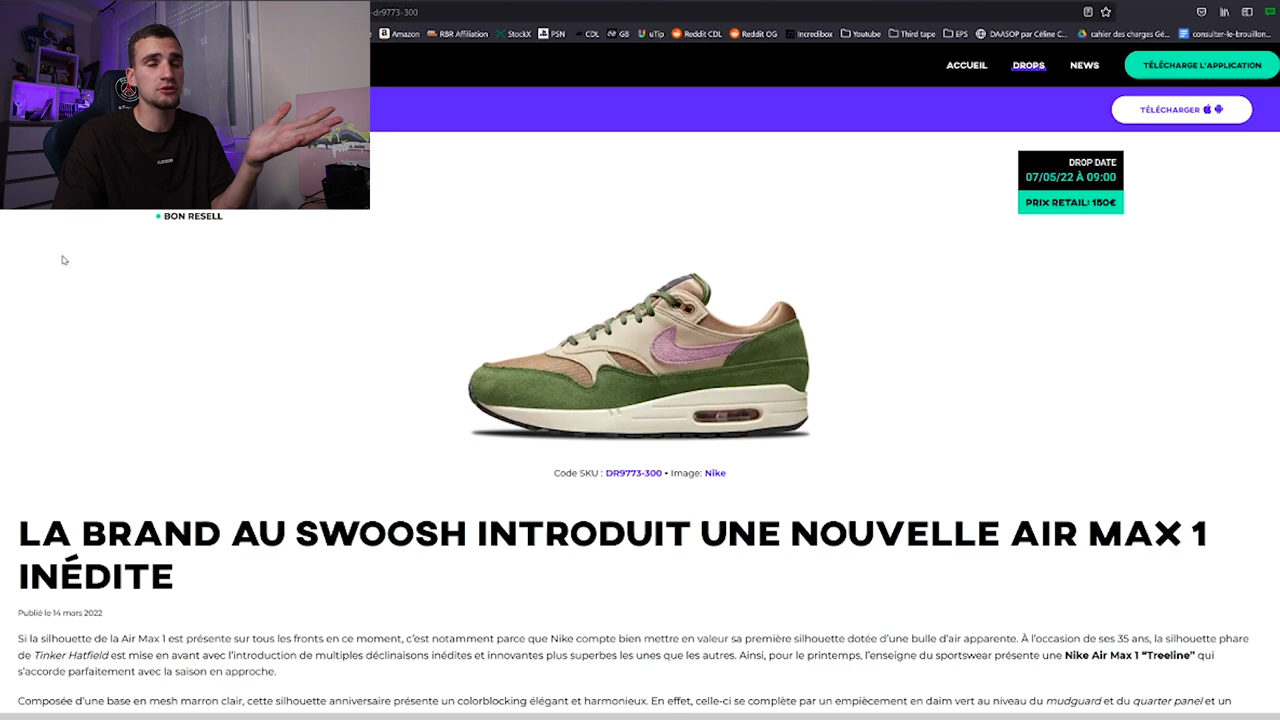 -dr9773-300
Amazon RBR Affiliation StockX PSN CDL GB uTip Reddit CDL Reddit OG Incredibox Youtube Third tape EPS DAASOP par Céline C... cahier des charges Gé... consulter-le-brouillon...
ACCUEIL DROPS NEWS TÉLÉCHARGE L'APPLICATION
TÉLÉCHARGER
DROP DATE
07/05/22 À 09:00
PRIX RETAIL: 150€
BON RESELL
Code SKU : DR9773-300 • Image: Nike
LA BRAND AU SWOOSH INTRODUIT UNE NOUVELLE AIR MAX 1
INÉDITE
Publié le 14 mars 2022
Si la silhouette de la Air Max 1 est présente sur tous les fronts en ce moment, c'est notamment parce que Nike compte bien mettre en valeur sa première silhouette dotée d'une bulle d'air apparente. À l'occasion de ses 35 ans, la silhouette phare
de Tinker Hatfield est mise en avant avec l'introduction de multiples déclinaisons inédites et innovantes plus superbes les unes que les autres. Ainsi, pour le printemps, l'enseigne du sportswear présente une Nike Air Max 1 “Treeline” qui
s'accorde parfaitement avec la saison en approche.
Composée d'une base en mesh marron clair, cette silhouette anniversaire présente un colorblocking élégant et harmonieux. En effet, celle-ci se complète par un empiècement en daim vert au niveau du mudguard et du quarter panel et un